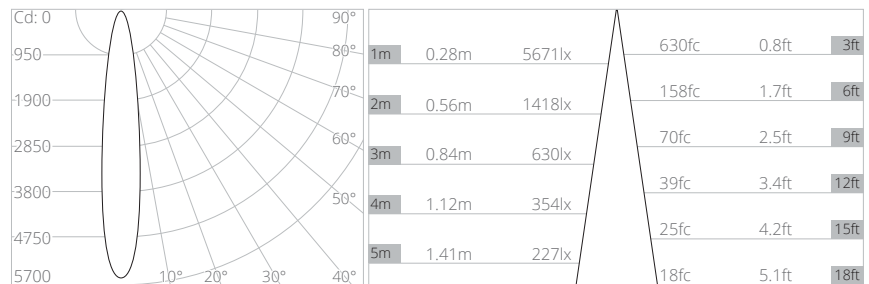 Cd: 0
90°
950
80°
1900
70°
2850
60°
3800
50°
4750
5700
10°
20°
30°
40°
1m 0.28m 5671lx
2m 0.56m 1418lx
3m 0.84m 630lx
4m 1.12m 354lx
5m 1.41m 227lx
630fc 0.8ft 3ft
158fc 1.7ft 6ft
70fc 2.5ft 9ft
39fc 3.4ft 12ft
25fc 4.2ft 15ft
18fc 5.1ft 18ft